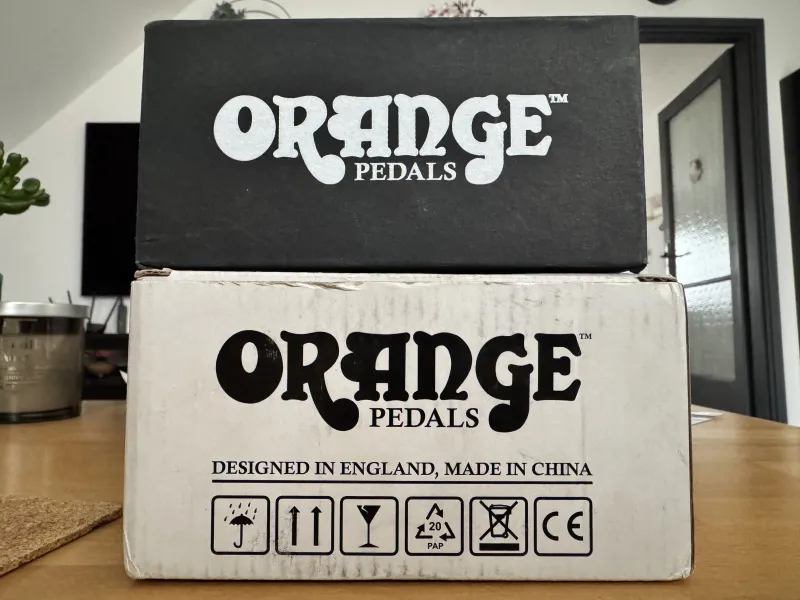 ORANGE™
PEDALS
ORANGE™
PEDALS
DESIGNED IN ENGLAND, MADE IN CHINA
20
PAP
CE